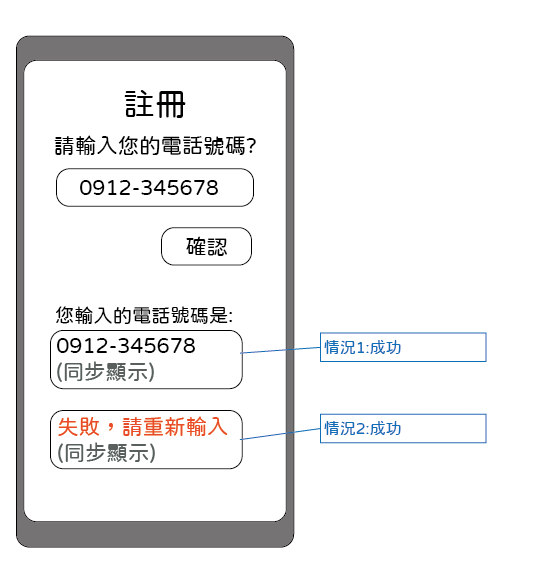 註冊
請輸入您的電話號碼?
0912-345678
確認
您輸入的電話號碼是:
0912-345678
(同步顯示)
情況1:成功
失敗，請重新輸入
(同步顯示)
情況2:成功